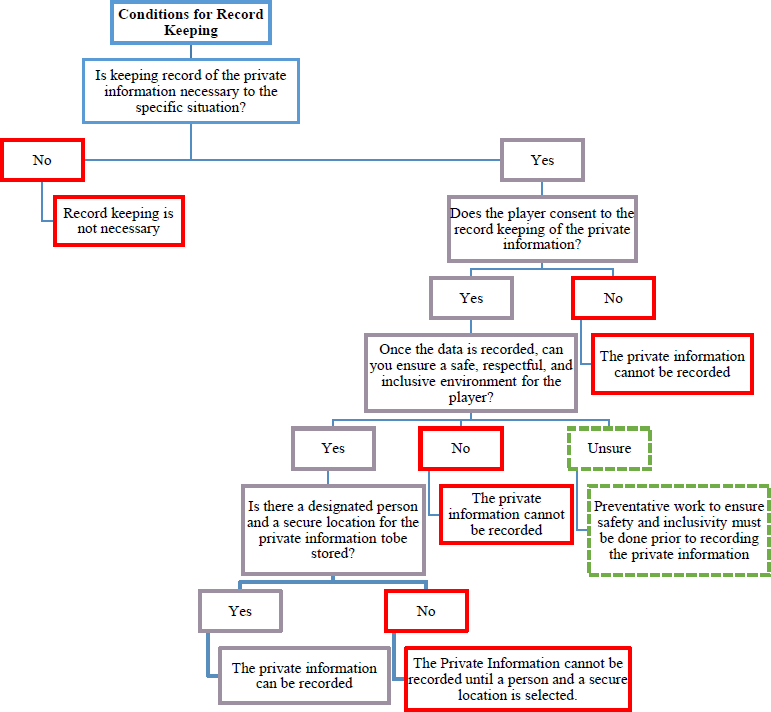 Conditions for Record
Keeping
Is keeping record of the private
information necessary to the
specific situation?
No
Yes
Record keeping is
not necessary
Does the player consent to the
record keeping of the private
information?
Yes
No
Once the data is recorded, can
you ensure a safe, respectful, and
inclusive environment for the
player?
The private information
cannot be recorded
Yes
No
Unsure
Is there a designated person
and a secure location for the
private information tobe
stored?
The private
information cannot
be recorded
Preventative work to ensure
safety and inclusivity must
be done prior to recording
the private information
Yes
No
The private information
can be recorded
The Private Information cannot be
recorded until a person and a secure
location is selected.